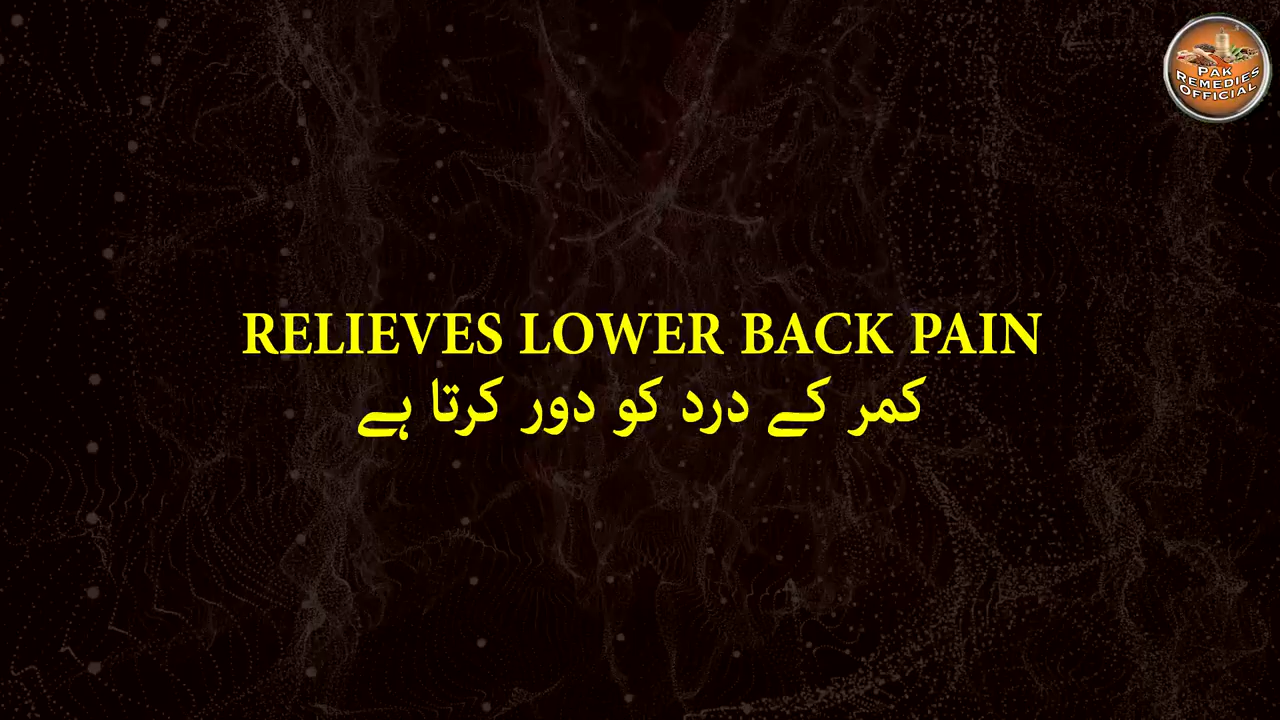 PAK
REMEDIES
OFFICIAL
RELIEVES LOWER BACK PAIN
کمر کے درد کو دور کرتا ہے